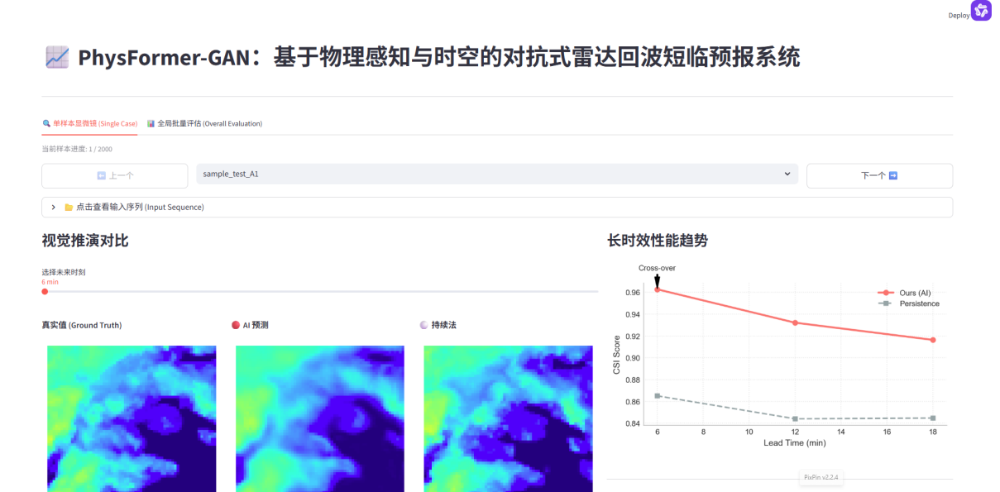 Deploy
PhysFormer-GAN：基于物理感知与时空的对抗式雷达回波短临预报系统
单样本显微镜 (Single Case)
全局批量评估 (Overall Evaluation)
当前样本进度: 1 / 2000
上一个
sample_test_A1
下一个
点击查看输入序列 (Input Sequence)
视觉推演对比
选择未来时刻
6 min
真实值 (Ground Truth)
AI 预测
持续法
长时效性能趋势
Cross-over
Ours (AI)
Persistence
0.96
0.94
0.92
0.90
0.88
0.86
0.84
CSI Score
6 8 10 12 14 16 18
Lead Time (min)
PixPin v2.2.4